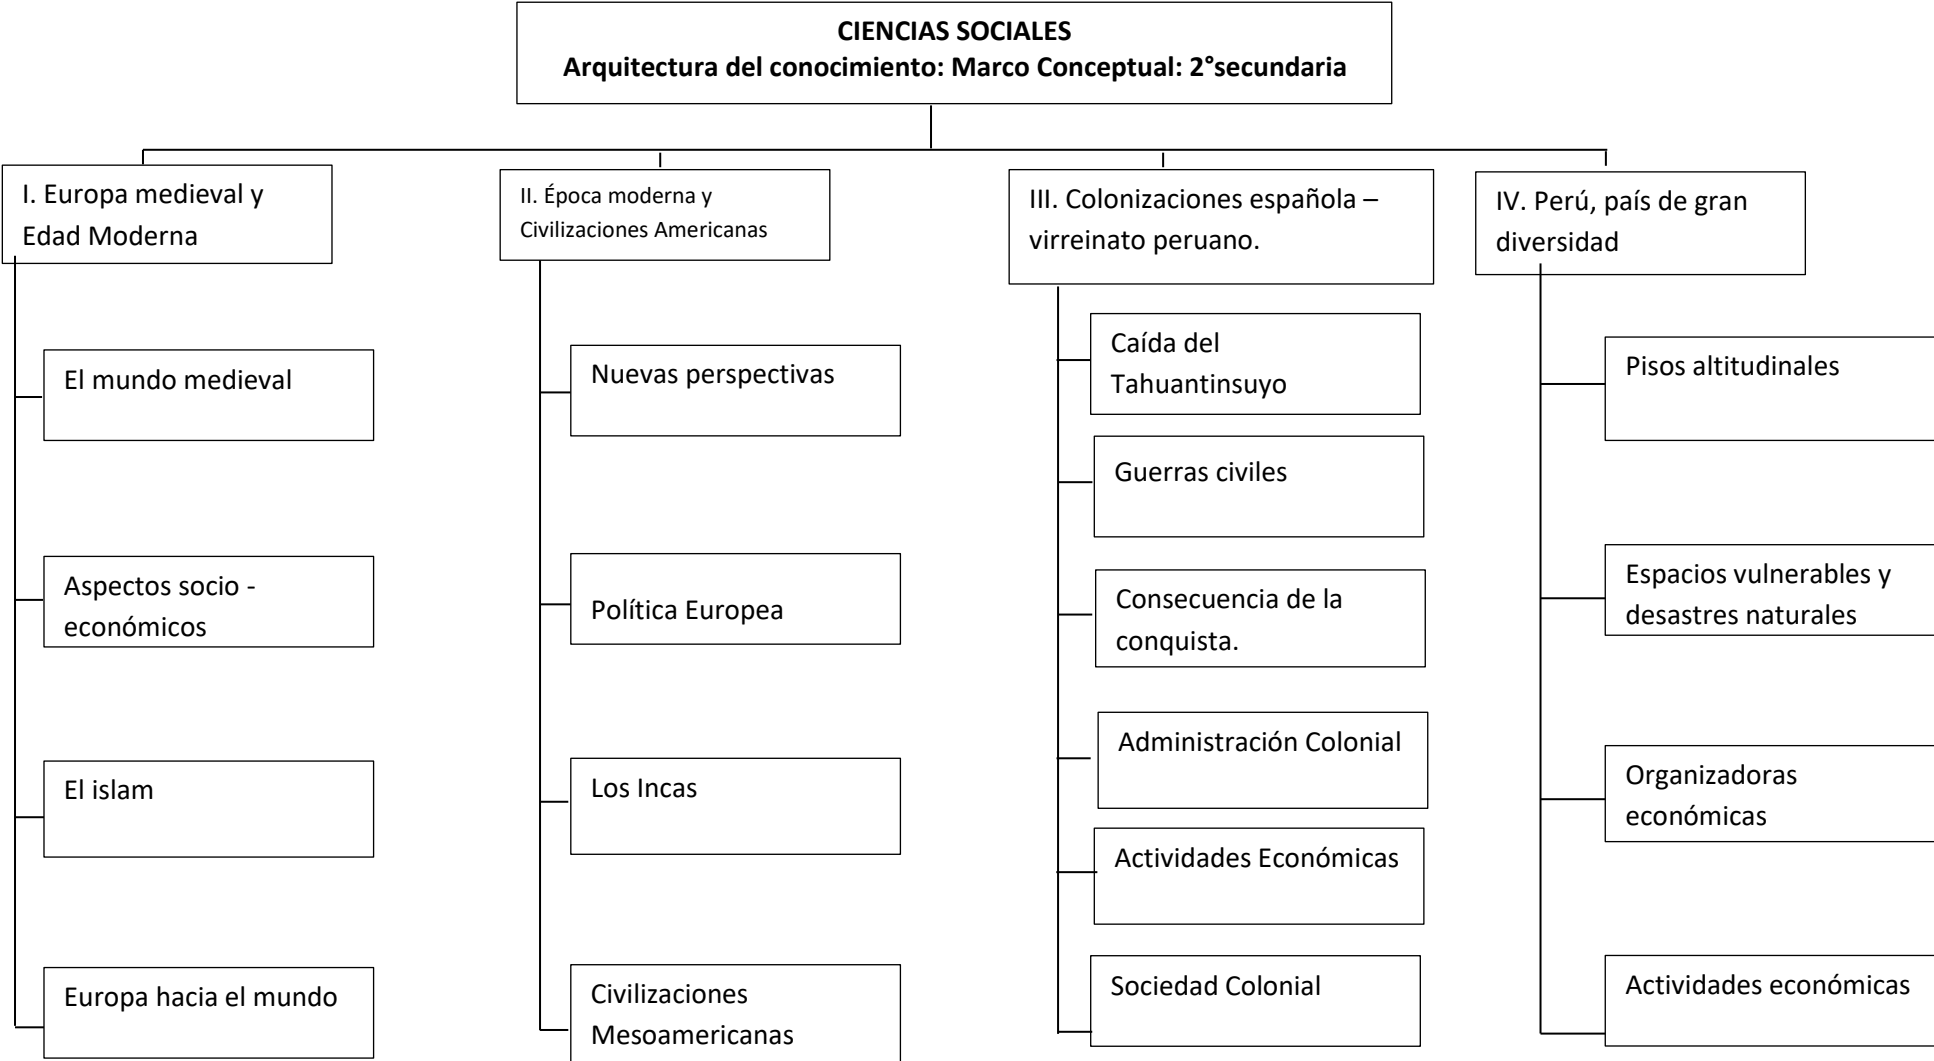 CIENCIAS SOCIALES
Arquitectura del conocimiento: Marco Conceptual: 2°secundaria
I. Europa medieval y
Edad Moderna
El mundo medieval
Aspectos socio -
económicos
El islam
Europa hacia el mundo
II. Época moderna y
Civilizaciones Americanas
Nuevas perspectivas
Política Europea
Los Incas
Civilizaciones
Mesoamericanas
III. Colonizaciones española –
virreinato peruano.
Caída del
Tahuantinsuyo
Guerras civiles
Consecuencia de la
conquista.
Administración Colonial
Actividades Económicas
Sociedad Colonial
IV. Perú, país de gran
diversidad
Pisos altitudinales
Espacios vulnerables y
desastres naturales
Organizadoras
económicas
Actividades económicas